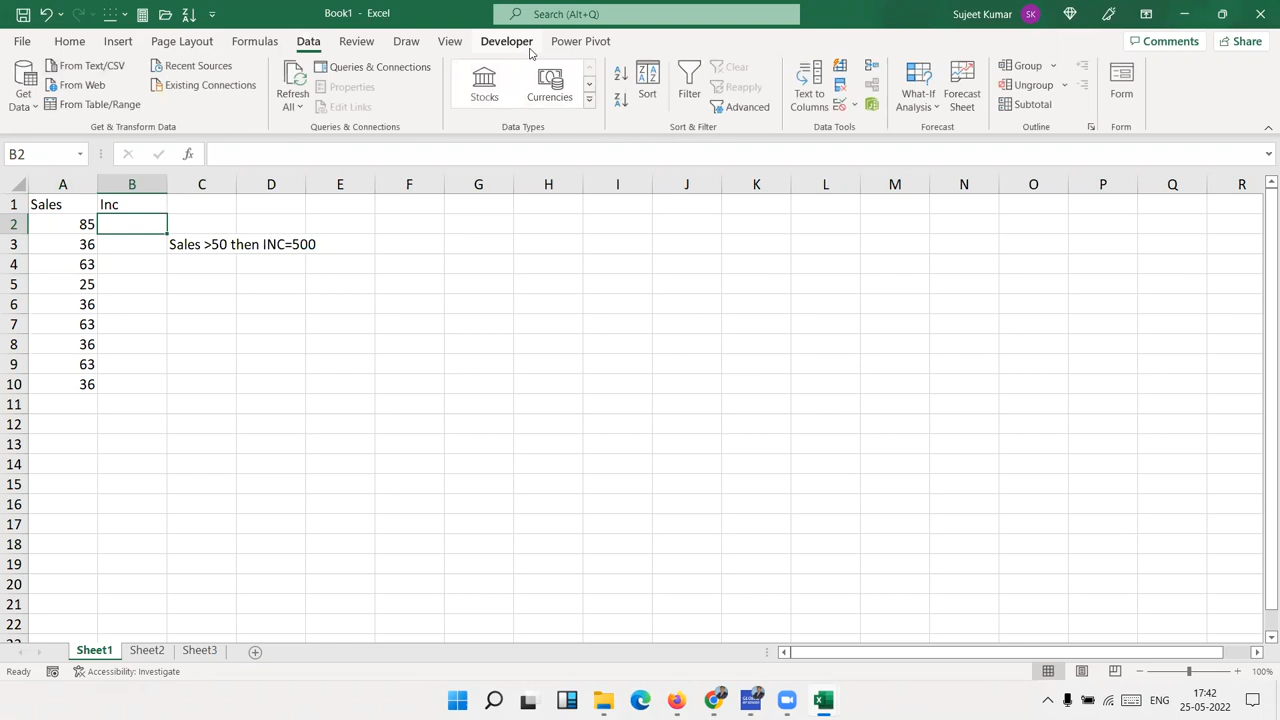 Book1 - Excel
Search (Alt+Q)
Sujeet Kumar
SK
File Home Insert Page Layout Formulas Data Review Draw View Developer Power Pivot
Comments
Share
Get Data
From Text/CSV
From Web
From Table/Range
Recent Sources
Existing Connections
Get & Transform Data
Refresh All
Queries & Connections
Properties
Edit Links
Queries & Connections
Stocks
Currencies
Data Types
Sort
Filter
Clear
Reapply
Advanced
Sort & Filter
Text to Columns
Data Tools
What-If Analysis
Forecast Sheet
Forecast
Group
Ungroup
Subtotal
Outline
Form
Form
B2
fx
A B C D E F G H I J K L M N O P Q R
1 Sales Inc
2 85
3 36 Sales >50 then INC=500
4 63
5 25
6 36
7 63
8 36
9 63
10 36
11
12
13
14
15
16
17
18
19
20
21
22
Sheet1 Sheet2 Sheet3
Ready
Accessibility: Investigate
100%
ENG
17:42
25-05-2022